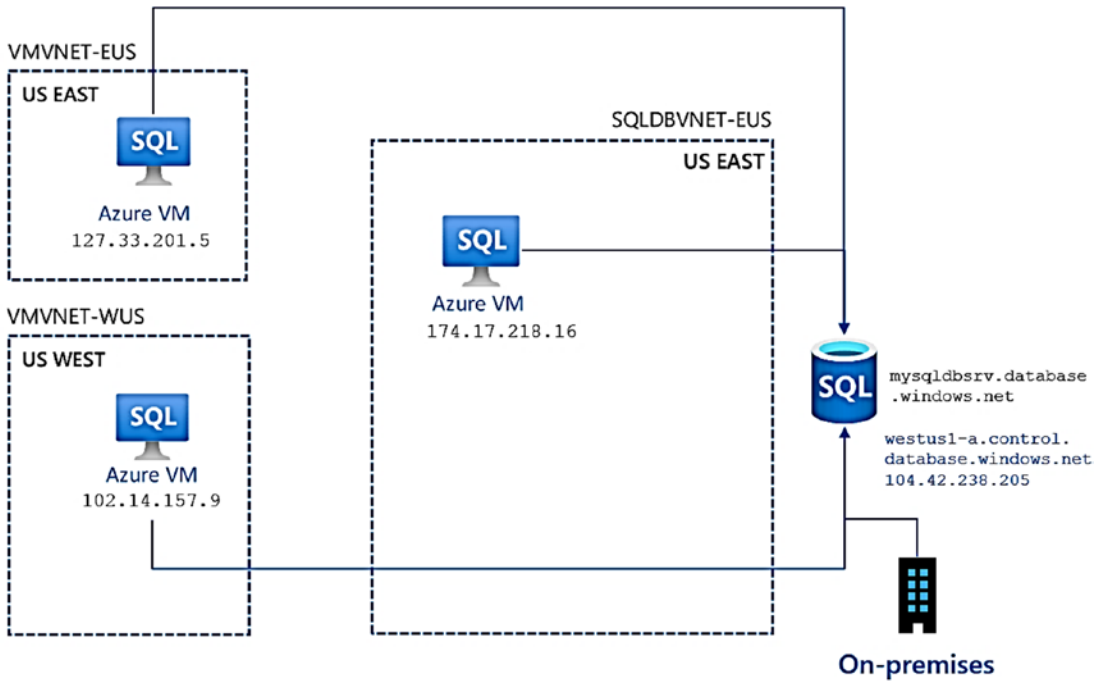 VMVNET-EUS
US EAST
SQL
Azure VM
127.33.201.5
VMVNET-WUS
US WEST
SQL
Azure VM
102.14.157.9
SQLDBVNET-EUS
US EAST
SQL
Azure VM
174.17.218.16
SQL
mysqldbsrv.database
.windows.net
westus1-a.control.
database.windows.net
104.42.238.205
On-premises